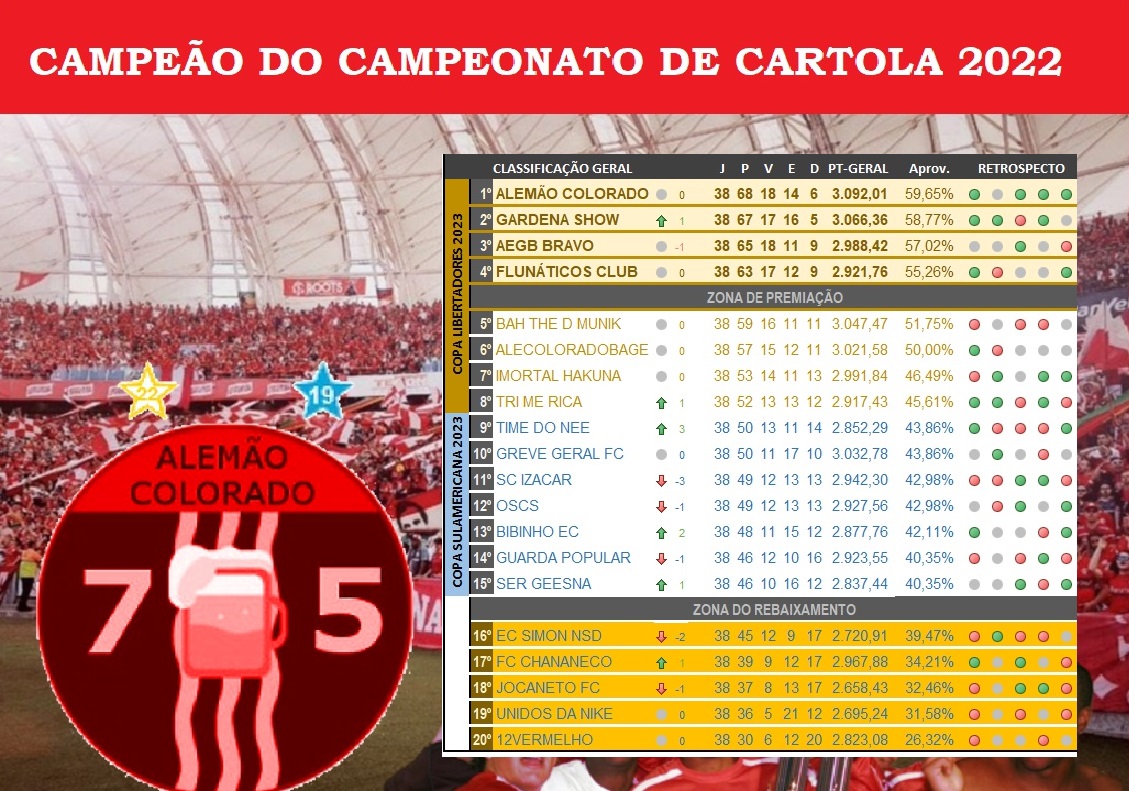 CAMPEÃO DO CAMPEONATO DE CARTOLA 2022
CLASSIFICAÇÃO GERAL J P V E D PT-GERAL Aprov. RETROSPECTO
COPA LIBERTADORES 2023
1º ALEMÃO COLORADO 0 38 68 18 14 6 3.092,01 59,65%
2º GARDENA SHOW 1 38 67 17 16 5 3.066,36 58,77%
3º AEGB BRAVO -1 38 65 18 11 9 2.988,42 57,02%
4º FLUNÁTICOS CLUB 0 38 63 17 12 9 2.921,76 55,26%
ZONA DE PREMIAÇÃO
5º BAH THE D MUNIK 0 38 59 16 11 11 3.047,47 51,75%
6º ALECOLORADOBAGE 0 38 57 15 12 11 3.021,58 50,00%
7º IMORTAL HAKUNA 0 38 53 14 11 13 2.991,84 46,49%
8º TRI ME RICA 1 38 52 13 13 12 2.917,43 45,61%
COPA SULAMERICANA 2023
9º TIME DO NEE 3 38 50 13 11 14 2.852,29 43,86%
10º GREVE GERAL FC 0 38 50 11 17 10 3.032,78 43,86%
11º SC IZACAR -3 38 49 12 13 13 2.942,30 42,98%
12º OSCS -1 38 49 12 13 13 2.927,56 42,98%
13º BIBINHO EC 2 38 48 11 15 12 2.877,76 42,11%
14º GUARDA POPULAR -1 38 46 12 10 16 2.923,55 40,35%
15º SER GEESNA 1 38 46 10 16 12 2.837,44 40,35%
ZONA DO REBAIXAMENTO
16º EC SIMON NSD -2 38 45 12 9 17 2.720,91 39,47%
17º FC CHANANECO 1 38 39 9 12 17 2.967,88 34,21%
18º JOCANETO FC -1 38 37 8 13 17 2.658,43 32,46%
19º UNIDOS DA NIKE 0 38 36 5 21 12 2.695,24 31,58%
20º 12VERMELHO 0 38 30 6 12 20 2.823,08 26,32%
ROOTS
22 19
ALEMÃO
COLORADO
7 5